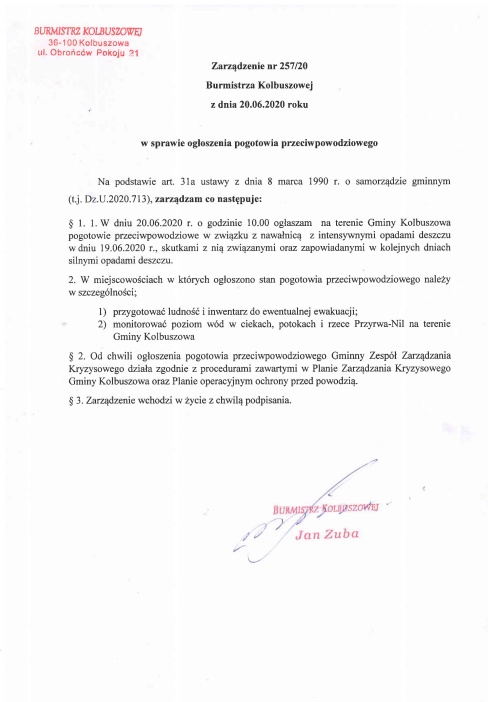 BURMISTRZ KOLBUSZOWEJ
36-100 Kolbuszowa
ul. Obrońców Pokoju 21
Zarządzenie nr 257/20
Burmistrza Kolbuszowej
z dnia 20.06.2020 roku
w sprawie ogłoszenia pogotowia przeciwpowodziowego
Na podstawie art. 31a ustawy z dnia 8 marca 1990 r. o samorządzie gminnym
(t.j. Dz.U.2020.713), zarządzam co następuje:
§ 1. 1. W dniu 20.06.2020 r. o godzinie 10.00 ogłaszam na terenie Gminy Kolbuszowa
pogotowie przeciwpowodziowe w związku z nawałnicą z intensywnymi opadami deszczu
w dniu 19.06.2020 r., skutkami z nią związanymi oraz zapowiadanymi w kolejnych dniach
silnymi opadami deszczu.
2. W miejscowościach w których ogłoszono stan pogotowia przeciwpowodziowego należy
w szczególności;
1) przygotować ludność i inwentarz do ewentualnej ewakuacji;
2) monitorować poziom wód w ciekach, potokach i rzece Przyrwa-Nil na terenie
Gminy Kolbuszowa
§ 2. Od chwili ogłoszenia pogotowia przeciwpowodziowego Gminny Zespół Zarządzania
Kryzysowego działa zgodnie z procedurami zawartymi w Planie Zarządzania Kryzysowego
Gminy Kolbuszowa oraz Planie operacyjnym ochrony przed powodzią.
§ 3. Zarządzenie wchodzi w życie z chwilą podpisania.
BURMISTRZ KOLBUSZOWEJ
Jan Zuba